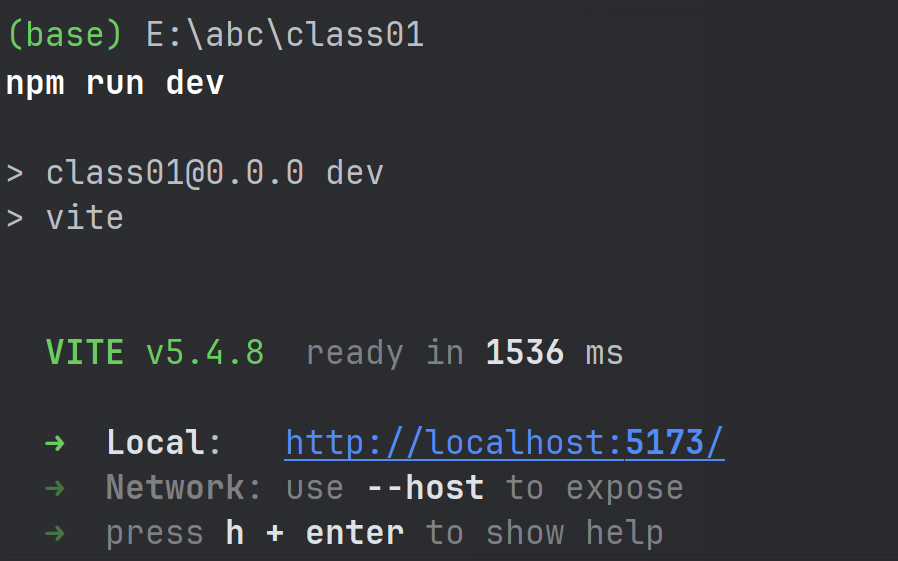 (base) E:\abc\class01
npm run dev
> class01@0.0.0 dev
> vite
VITE v5.4.8 ready in 1536 ms
➜ Local: http://localhost:5173/
➜ Network: use --host to expose
➜ press h + enter to show help